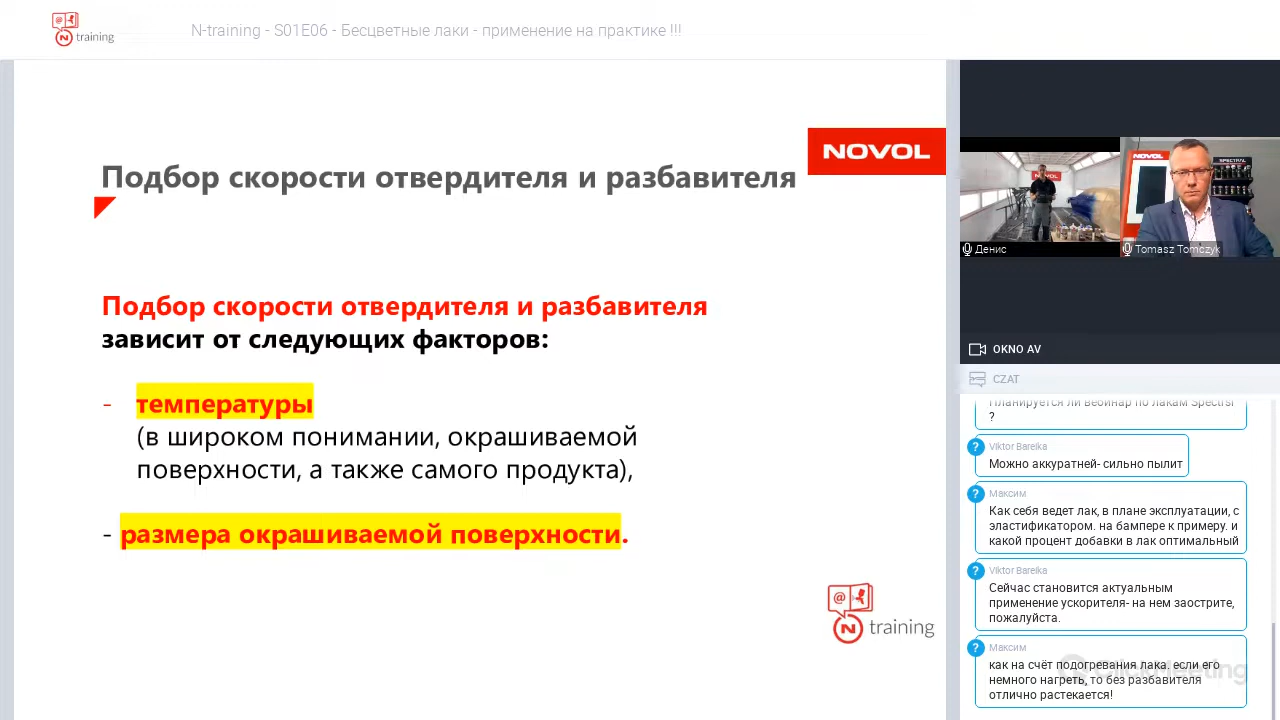 training
N-training - S01E06 - Бесцветные лаки - применение на практике !!!
NOVOL
Подбор скорости отвердителя и разбавителя
Подбор скорости отвердителя и разбавителя
зависит от следующих факторов:
- температуры
(в широком понимании, окрашиваемой
поверхности, а также самого продукта),
- размера окрашиваемой поверхности.
@
N training
NOVOL
NOVOL
SPECTRAL
Денис
Tomasz Tomczyk
OKNO AV
CZAT
Планируется ли вебинар по лакам Spectrsl
?
Viktor Bareika
Можно аккуратней- сильно пылит
Максим
Как себя ведет лак, в плане эксплуатации, с
эластификатором. на бампере к примеру. и
какой процент добавки в лак оптимальный
Viktor Bareika
Сейчас становится актуальным
применение ускорителя- на нем заострите,
пожалуйста.
Максим
как на счёт подогревания лака. если его
немного нагреть, то без разбавителя
отлично растекается!
ClickMeeting